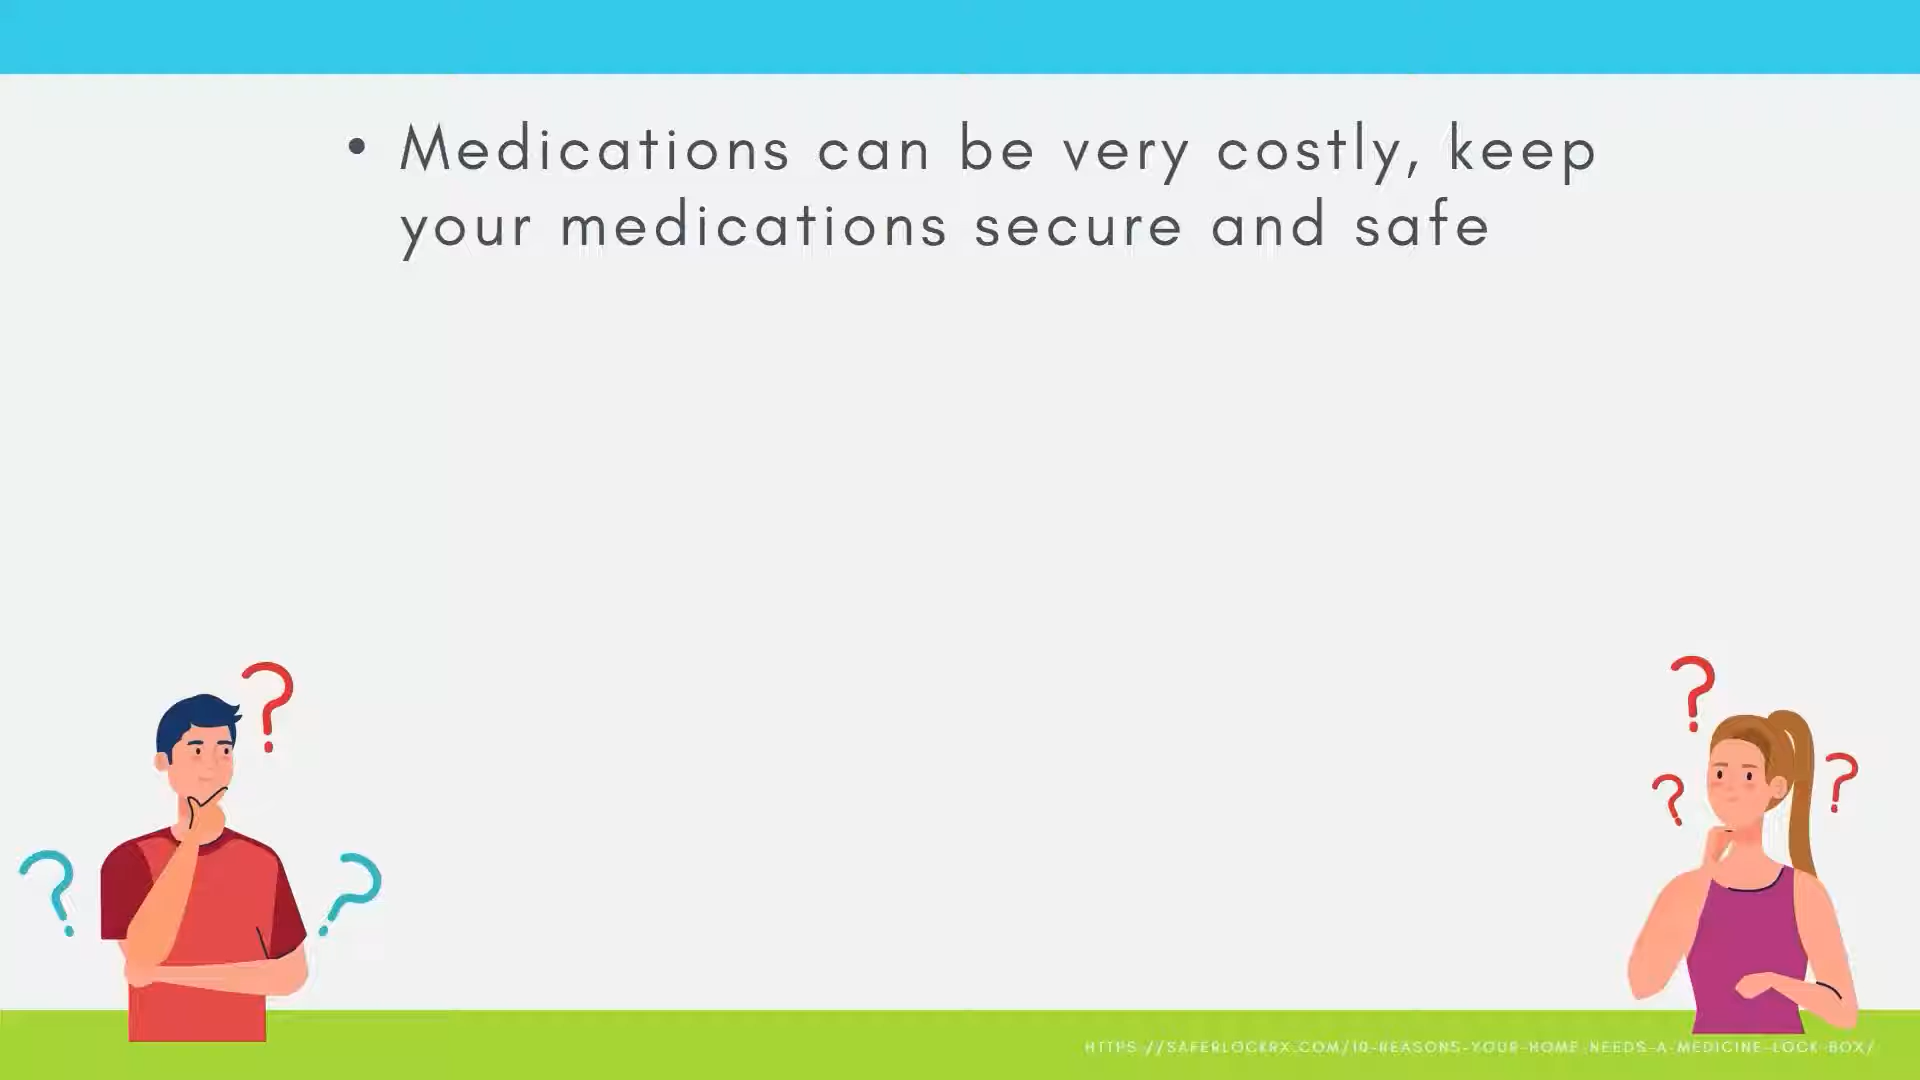 • Medications can be very costly, keep
your medications secure and safe
HTTPS://SAFERLOCKRX.COM/10-REASONS-YOUR-HOME-NEEDS-A-MEDICINE-LOCK-BOX/